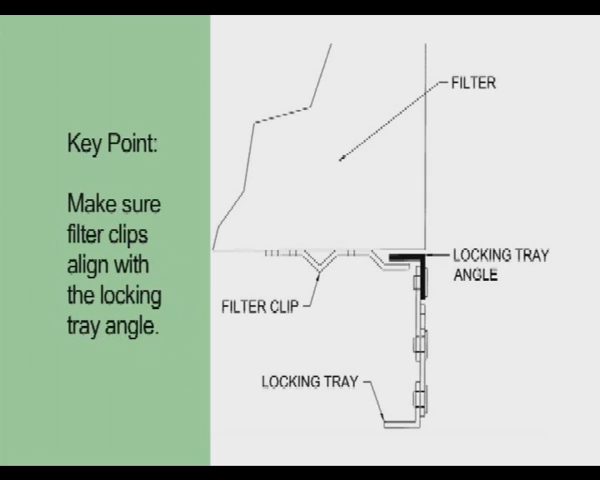 Key Point:
Make sure
filter clips
align with
the locking
tray angle.
FILTER
LOCKING TRAY
ANGLE
FILTER CLIP
LOCKING TRAY